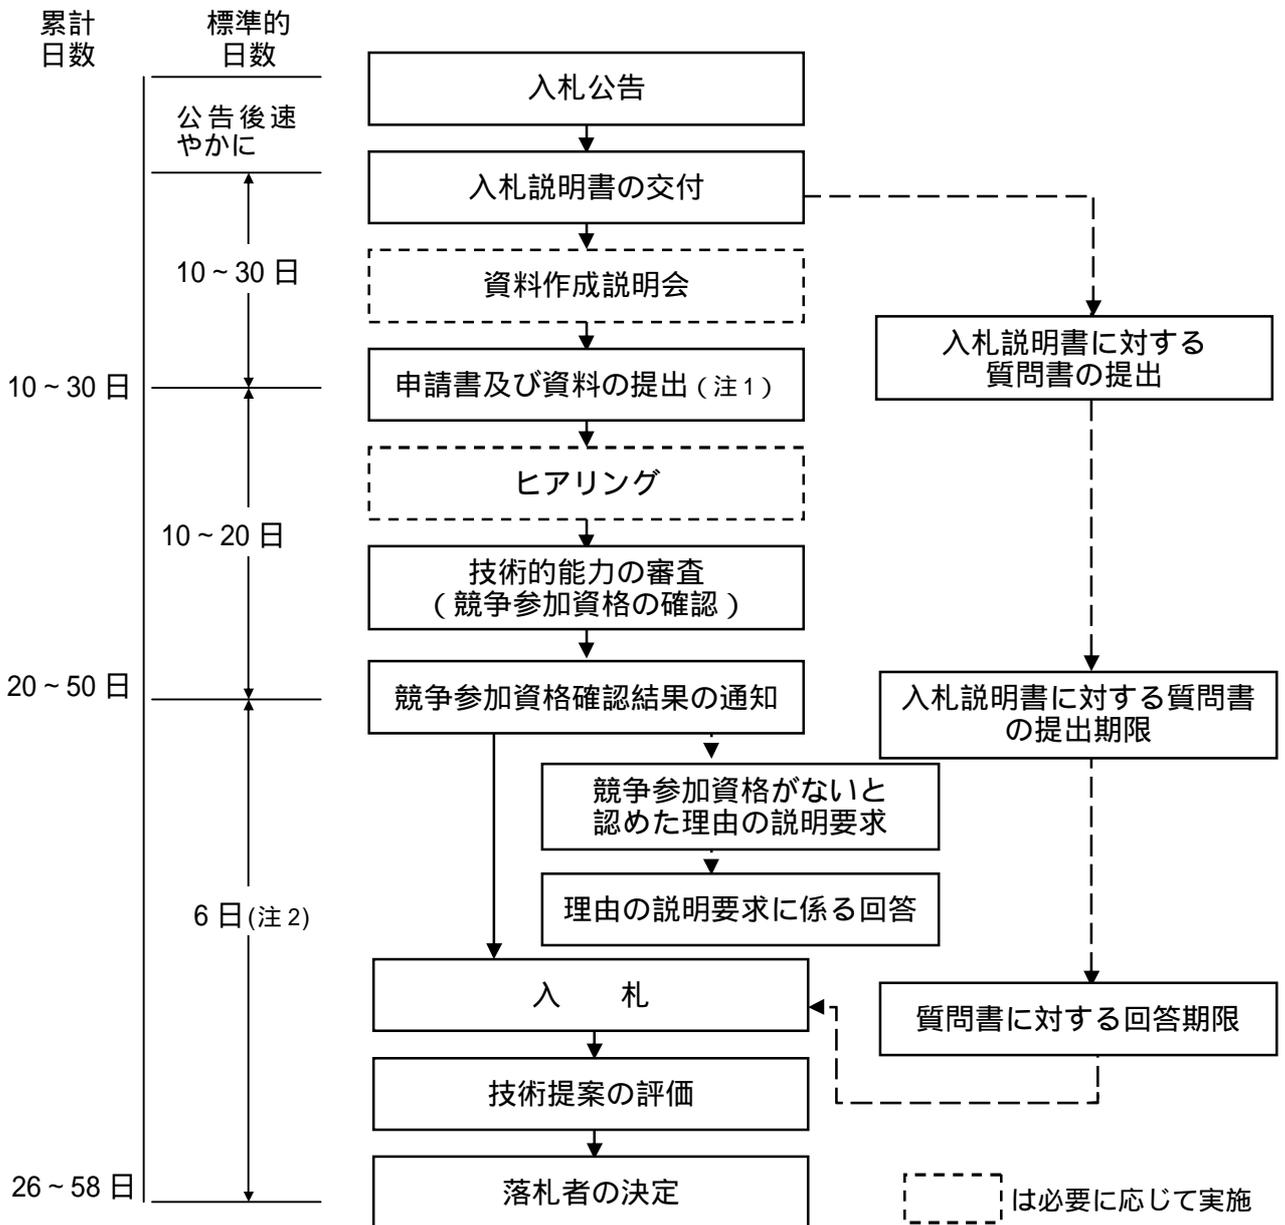 累計
日数
標準的
日数
公告後速
やかに
10~30日
10~30日
10~20日
20~50日
6日(注2)
26~58日
入札公告
入札説明書の交付
資料作成説明会
申請書及び資料の提出(注1)
ヒアリング
技術的能力の審査
(競争参加資格の確認)
競争参加資格確認結果の通知
競争参加資格がないと
認めた理由の説明要求
理由の説明要求に係る回答
入 札
技術提案の評価
落札者の決定
入札説明書に対する
質問書の提出
入札説明書に対する質問書
の提出期限
質問書に対する回答期限
は必要に応じて実施